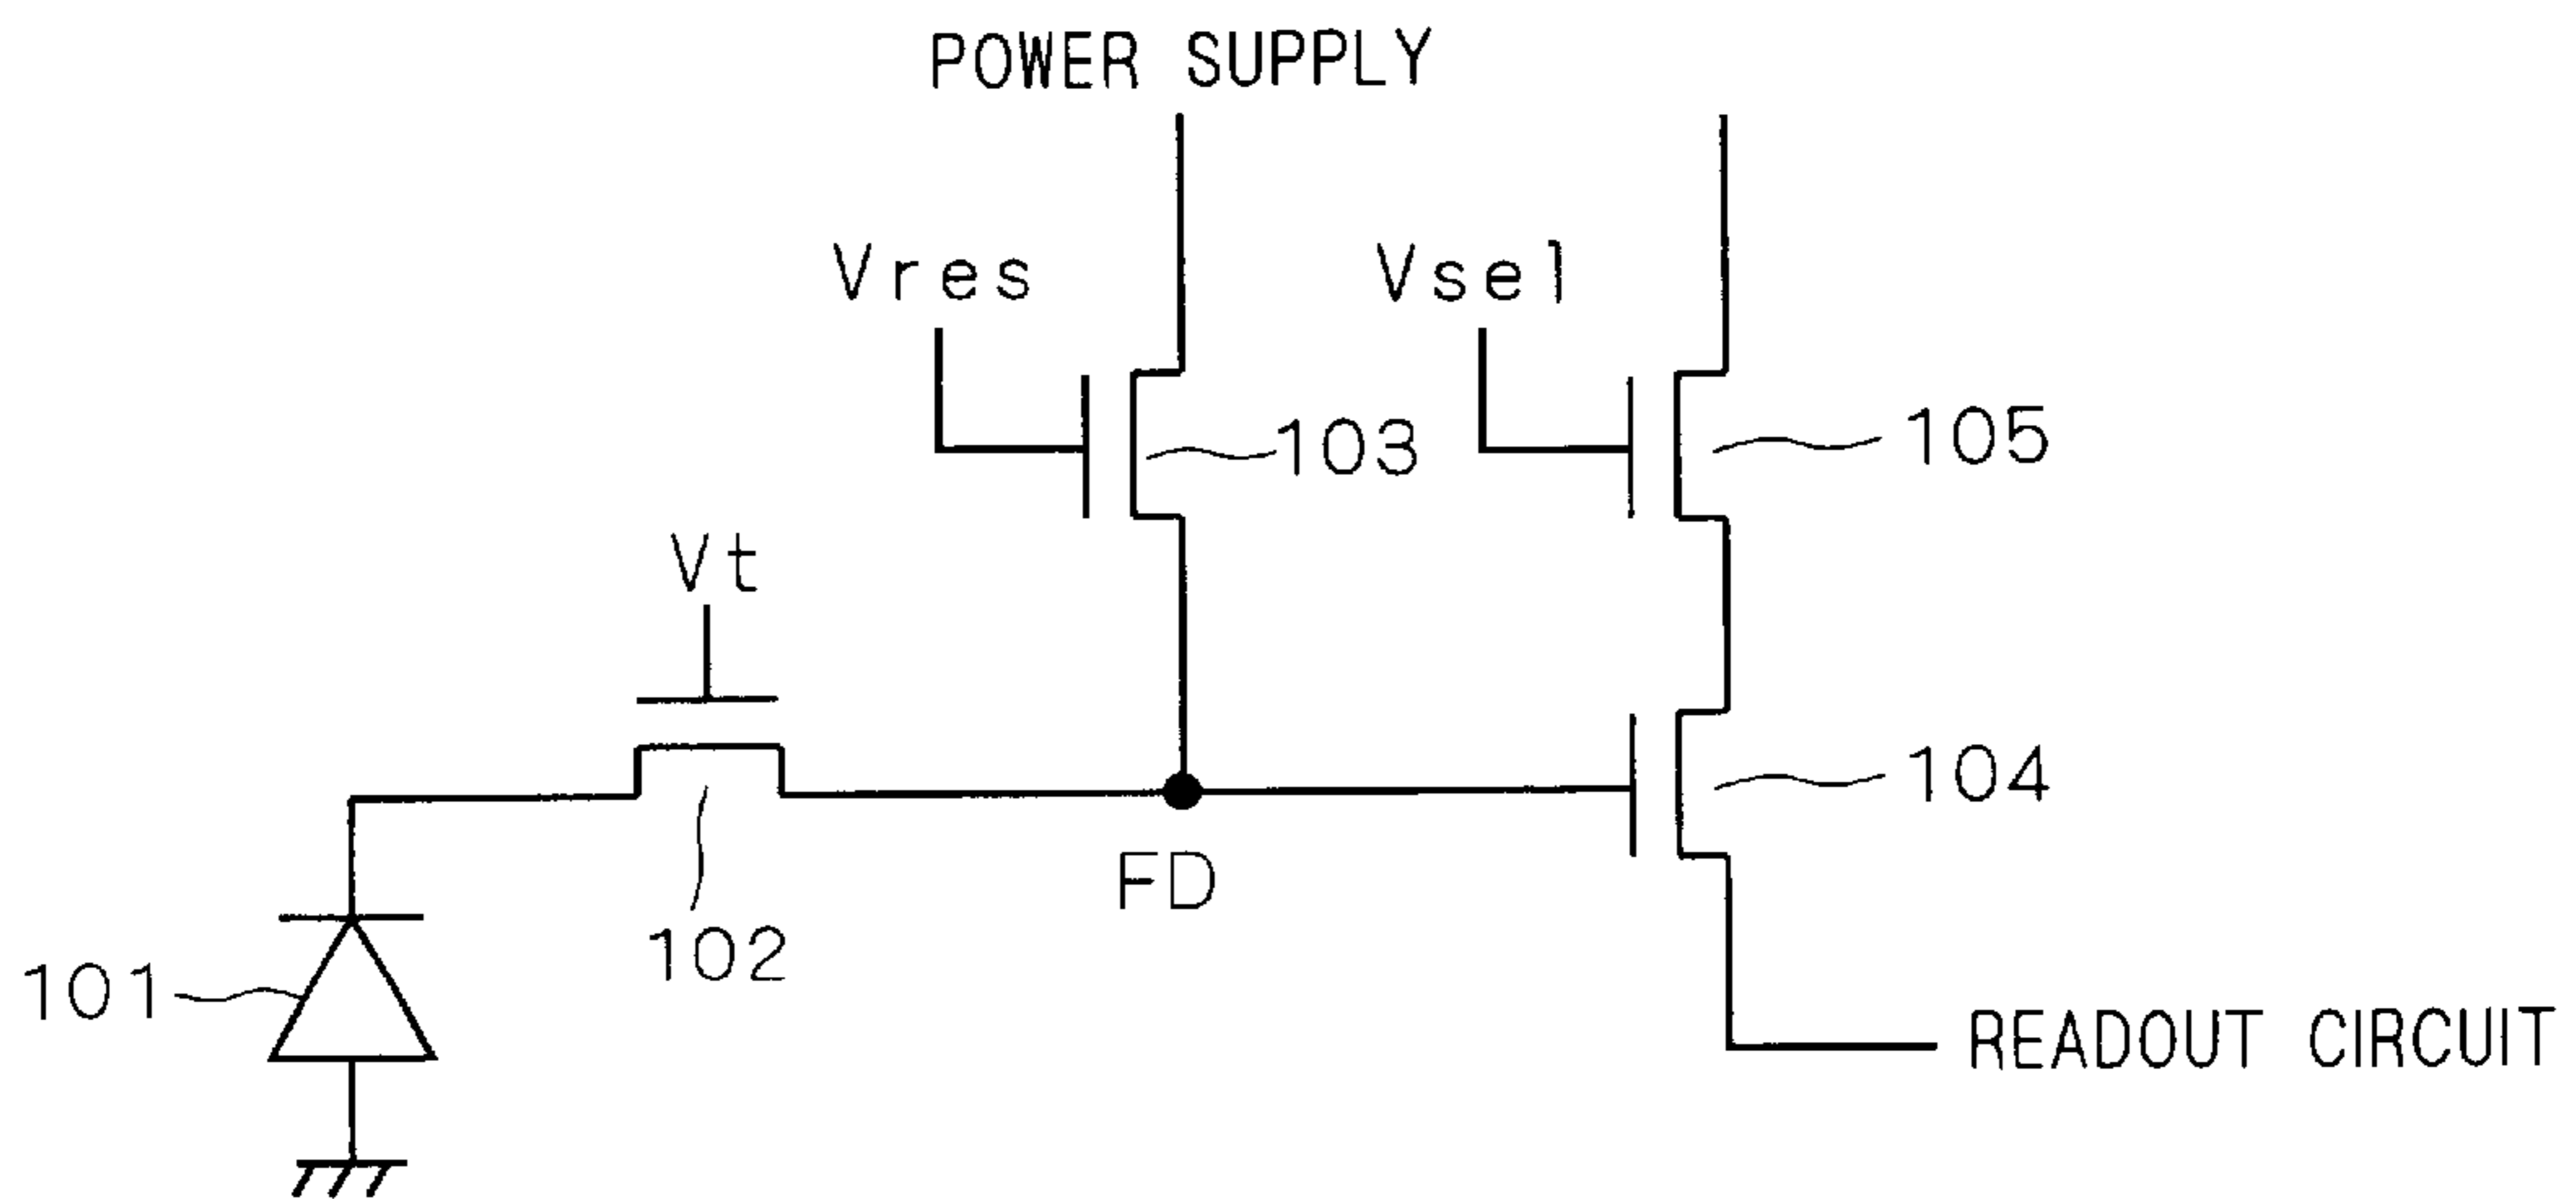 POWER SUPPLY
Vres
Vsel
103
105
Vt
104
FD
102
101
READOUT CIRCUIT